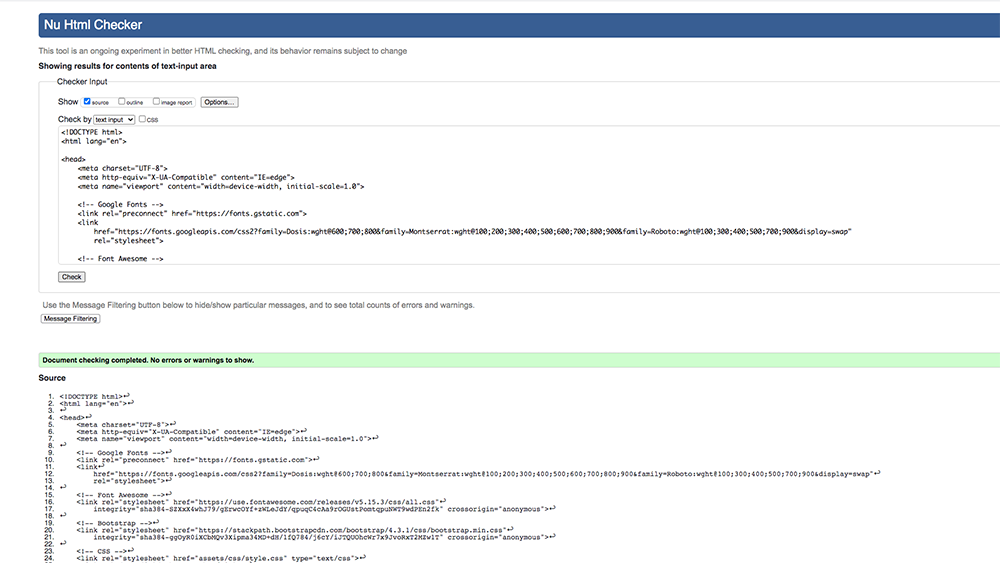 Nu Html Checker
This tool is an ongoing experiment in better HTML checking, and its behavior remains subject to change
Showing results for contents of text-input area
Checker Input
Show source outline image report Options...
Check by text input css
<!DOCTYPE html>
<html lang="en">
<head>
<meta charset="UTF-8">
<meta http-equiv="X-UA-Compatible" content="IE=edge">
<meta name="viewport" content="width=device-width, initial-scale=1.0">
<!-- Google Fonts -->
<link rel="preconnect" href="https://fonts.gstatic.com">
<link
href="https://fonts.googleapis.com/css2?family=Dosis:wght@600;700;800&family=Montserrat:wght@100;200;300;400;500;600;700;800;900&family=Roboto:wght@100;300;400;500;700;900&display=swap"
rel="stylesheet">
<!-- Font Awesome -->
Check
Use the Message Filtering button below to hide/show particular messages, and to see total counts of errors and warnings.
Message Filtering
Document checking completed. No errors or warnings to show.
Source
1. <!DOCTYPE html>↩
2. <html lang="en">↩
3. ↩
4. <head>↩
5. <meta charset="UTF-8">↩
6. <meta http-equiv="X-UA-Compatible" content="IE=edge">↩
7. <meta name="viewport" content="width=device-width, initial-scale=1.0">↩
8. ↩
9. <!-- Google Fonts -->↩
10. <link rel="preconnect" href="https://fonts.gstatic.com">↩
11. <link↩
12. href="https://fonts.googleapis.com/css2?family=Dosis:wght@600;700;800&family=Montserrat:wght@100;200;300;400;500;600;700;800;900&family=Roboto:wght@100;300;400;500;700;900&display=swap"↩
13. rel="stylesheet">↩
14. ↩
15. <!-- Font Awesome -->↩
16. <link rel="stylesheet" href="https://use.fontawesome.com/releases/v5.15.3/css/all.css"↩
17. crossorigin="anonymous">↩
18. ↩
19. <!-- Bootstrap -->↩
20. <link rel="stylesheet" href="https://stackpath.bootstrapcdn.com/bootstrap/4.3.1/css/bootstrap.min.css"↩
21. integrity="sha384-ggOyR0iXCbMQv3Xipma34MD+dH/1fQ784/j6cY/iJTQUOhcWr7x9JvoRxT2MZw1T" crossorigin="anonymous">↩
22. ↩
23. <!-- CSS -->↩
24. <link rel="stylesheet" href="assets/css/style.css" type="text/css">↩